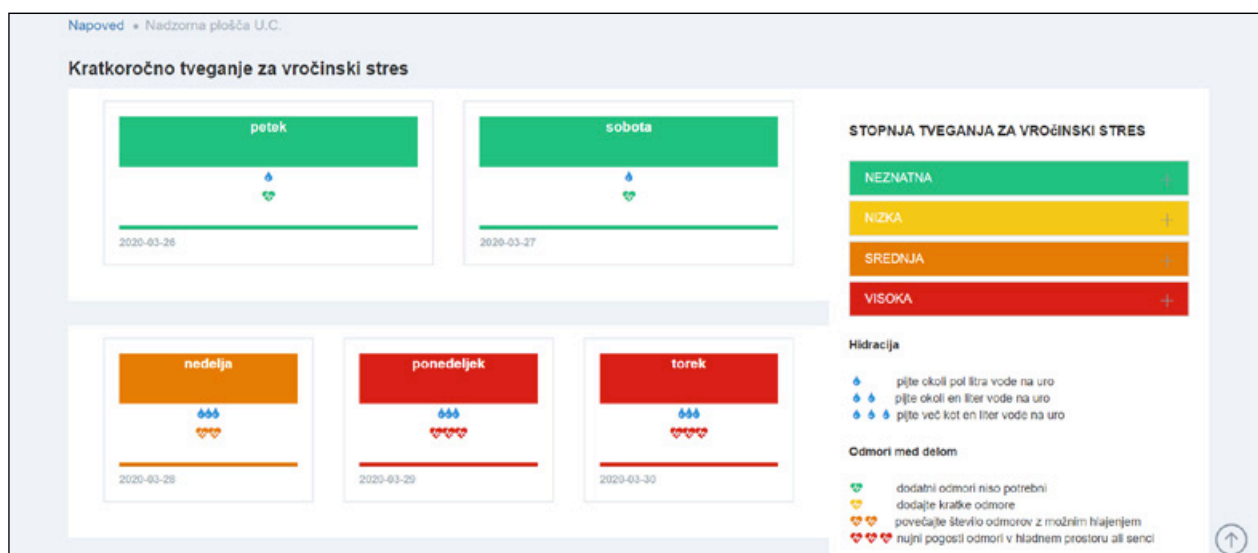 Napoved • Nadzorna plošča U.C.
Kratkoročno tveganje za vročinski stres
petek
2020-03-26
sobota
2020-03-27
nedelja
2020-03-28
ponedeljek
2020-03-29
torek
2020-03-30
STOPNJA TVEGANJA ZA VROčINSKI STRES
NEZNATNA +
NIZKA +
SREDNJA +
VISOKA +
Hidracija
pijte okoli pol litra vode na uro
pijte okoli en liter vode na uro
pijte več kot en liter vode na uro
Odmori med delom
dodatni odmori niso potrebni
dodajte kratke odmore
povečajte število odmorov z možnim hlajenjem
nujni pogosti odmori v hladnem prostoru ali senci